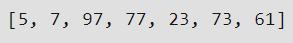 [5, 7, 97, 77, 23, 73, 61]